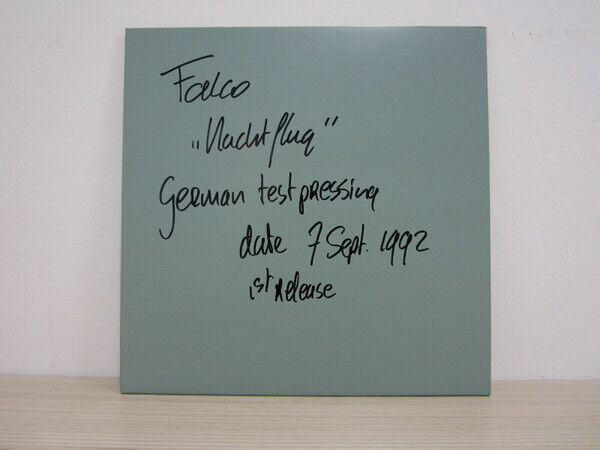 Falco
„Nachtflug"
German testpressing
date 7 Sept. 1992
1st Release